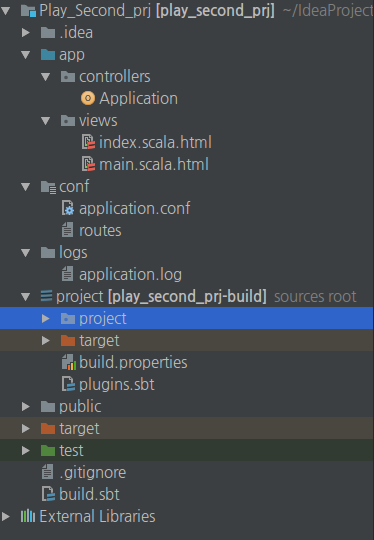 Play_Second_prj [play_second_prj] ~/IdeaProject
.idea
app
controllers
Application
views
index.scala.html
main.scala.html
conf
application.conf
routes
logs
application.log
project [play_second_prj-build] sources root
project
target
build.properties
plugins.sbt
public
target
test
.gitignore
build.sbt
External Libraries